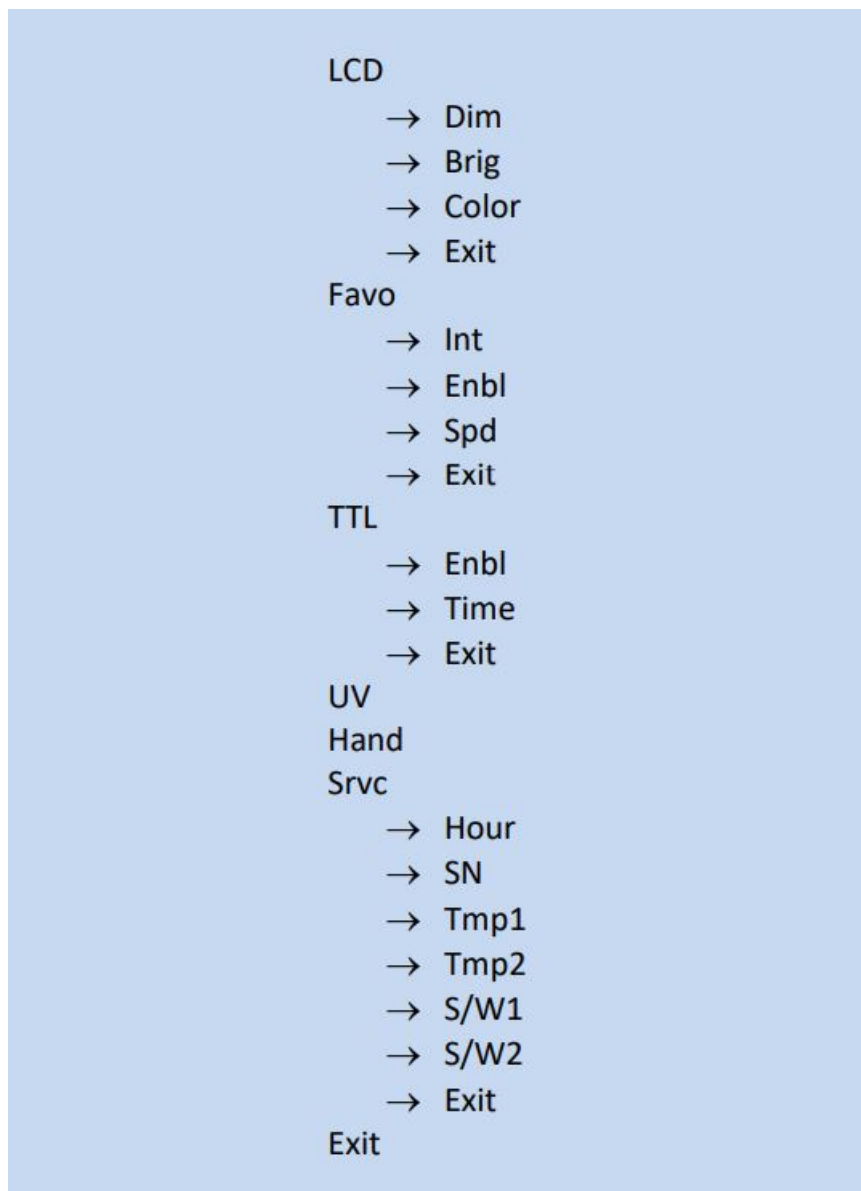 LCD
→ Dim
→ Brig
→ Color
→ Exit
Favo
→ Int
→ Enbl
→ Spd
→ Exit
TTL
→ Enbl
→ Time
→ Exit
UV
Hand
Srvc
→ Hour
→ SN
→ Tmp1
→ Tmp2
→ S/W1
→ S/W2
→ Exit
Exit